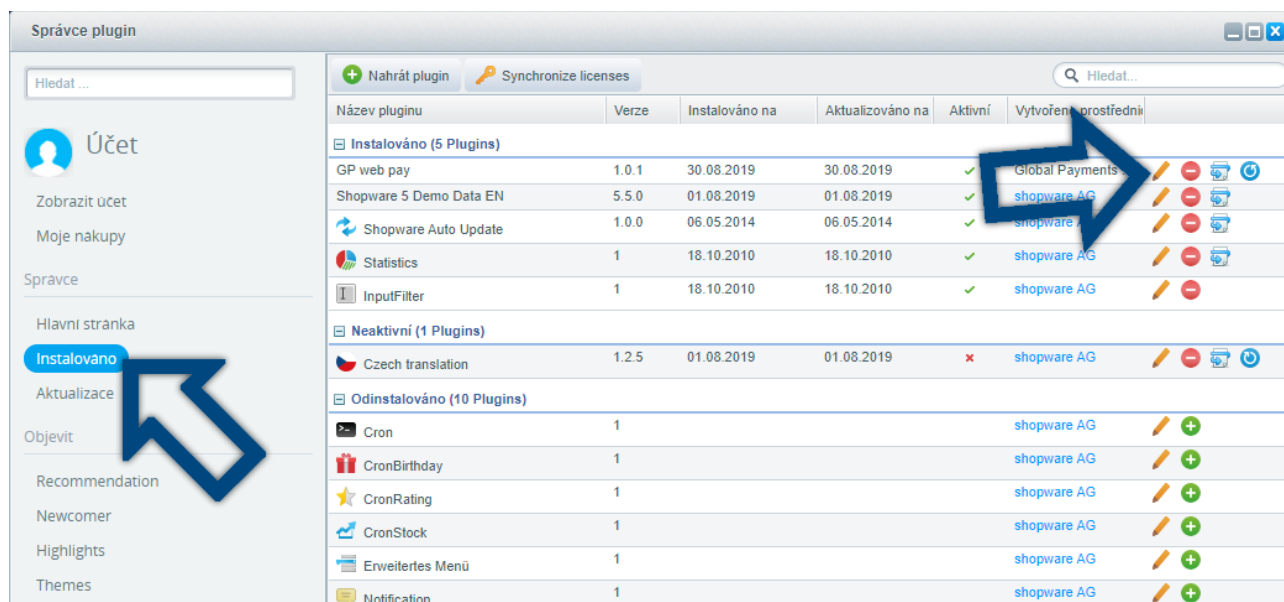 Správce plugin
Hledat ...
Účet
Zobrazit účet
Moje nákupy
Správce
Hlavní stránka
Instalováno
Aktualizace
Objevit
Recommendation
Newcomer
Highlights
Themes
Nahrát plugin Synchronize licenses Hledat...
Název pluginu Verze Instalováno na Aktualizováno na Aktivní
Instalováno (5 Plugins)
GP web pay 1.0.1 30.08.2019 30.08.2019 Global Payments
Shopware 5 Demo Data EN 5.5.0 01.08.2019 01.08.2019 shopware AG
Shopware Auto Update 1.0.0 06.05.2014 06.05.2014 shopware AG
Statistics 1 18.10.2010 18.10.2010 shopware AG
InputFilter 1 18.10.2010 18.10.2010 shopware AG
Neaktivní (1 Plugins)
Czech translation 1.2.5 01.08.2019 01.08.2019 shopware AG
Odinstalováno (10 Plugins)
Cron 1 shopware AG
CronBirthday 1 shopware AG
CronRating 1 shopware AG
CronStock 1 shopware AG
Erweitertes Menü 1 shopware AG
Notification 1 shopware AG